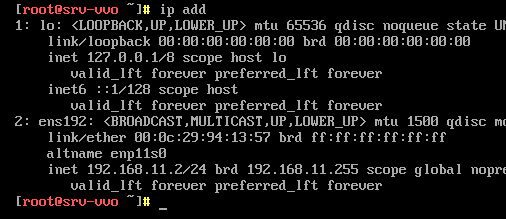 [root@srv-vvo ~]# ip add
1: lo: <LOOPBACK,UP,LOWER_UP> mtu 65536 qdisc noqueue state UN
link/loopback 00:00:00:00:00:00 brd 00:00:00:00:00:00
inet 127.0.0.1/8 scope host lo
valid_lft forever preferred_lft forever
inet6 ::1/128 scope host
valid_lft forever preferred_lft forever
2: ens192: <BROADCAST,MULTICAST,UP,LOWER_UP> mtu 1500 qdisc mq
link/ether 00:0c:29:94:13:57 brd ff:ff:ff:ff:ff:ff
altname enp11s0
inet 192.168.11.2/24 brd 192.168.11.255 scope global nopre
valid_lft forever preferred_lft forever
[root@srv-vvo ~]# _